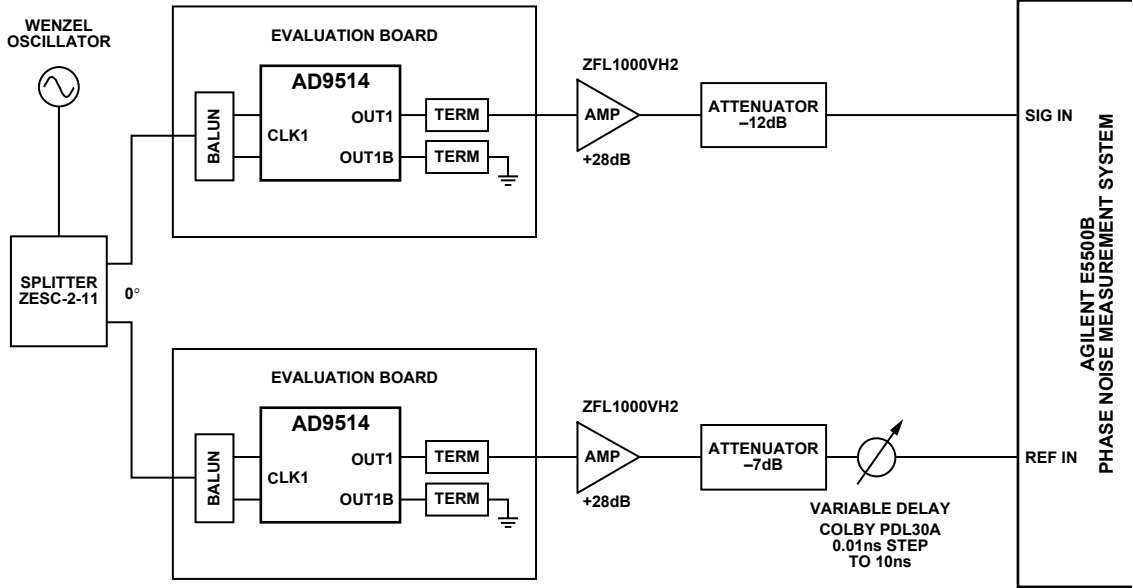 WENZEL
OSCILLATOR
SPLITTER
ZESC-2-11
0°
EVALUATION BOARD
BALUN
AD9514
CLK1
OUT1
OUT1B
TERM
TERM
ZFL1000VH2
AMP
+28dB
ATTENUATOR
–12dB
SIG IN
EVALUATION BOARD
BALUN
AD9514
CLK1
OUT1
OUT1B
TERM
TERM
ZFL1000VH2
AMP
+28dB
ATTENUATOR
–7dB
VARIABLE DELAY
COLBY PDL30A
0.01ns STEP
TO 10ns
REF IN
AGILENT E5500B
PHASE NOISE MEASUREMENT SYSTEM